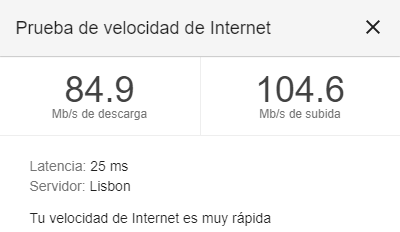 Prueba de velocidad de Internet
84.9
Mb/s de descarga
104.6
Mb/s de subida
Latencia: 25 ms
Servidor: Lisbon
Tu velocidad de Internet es muy rápida